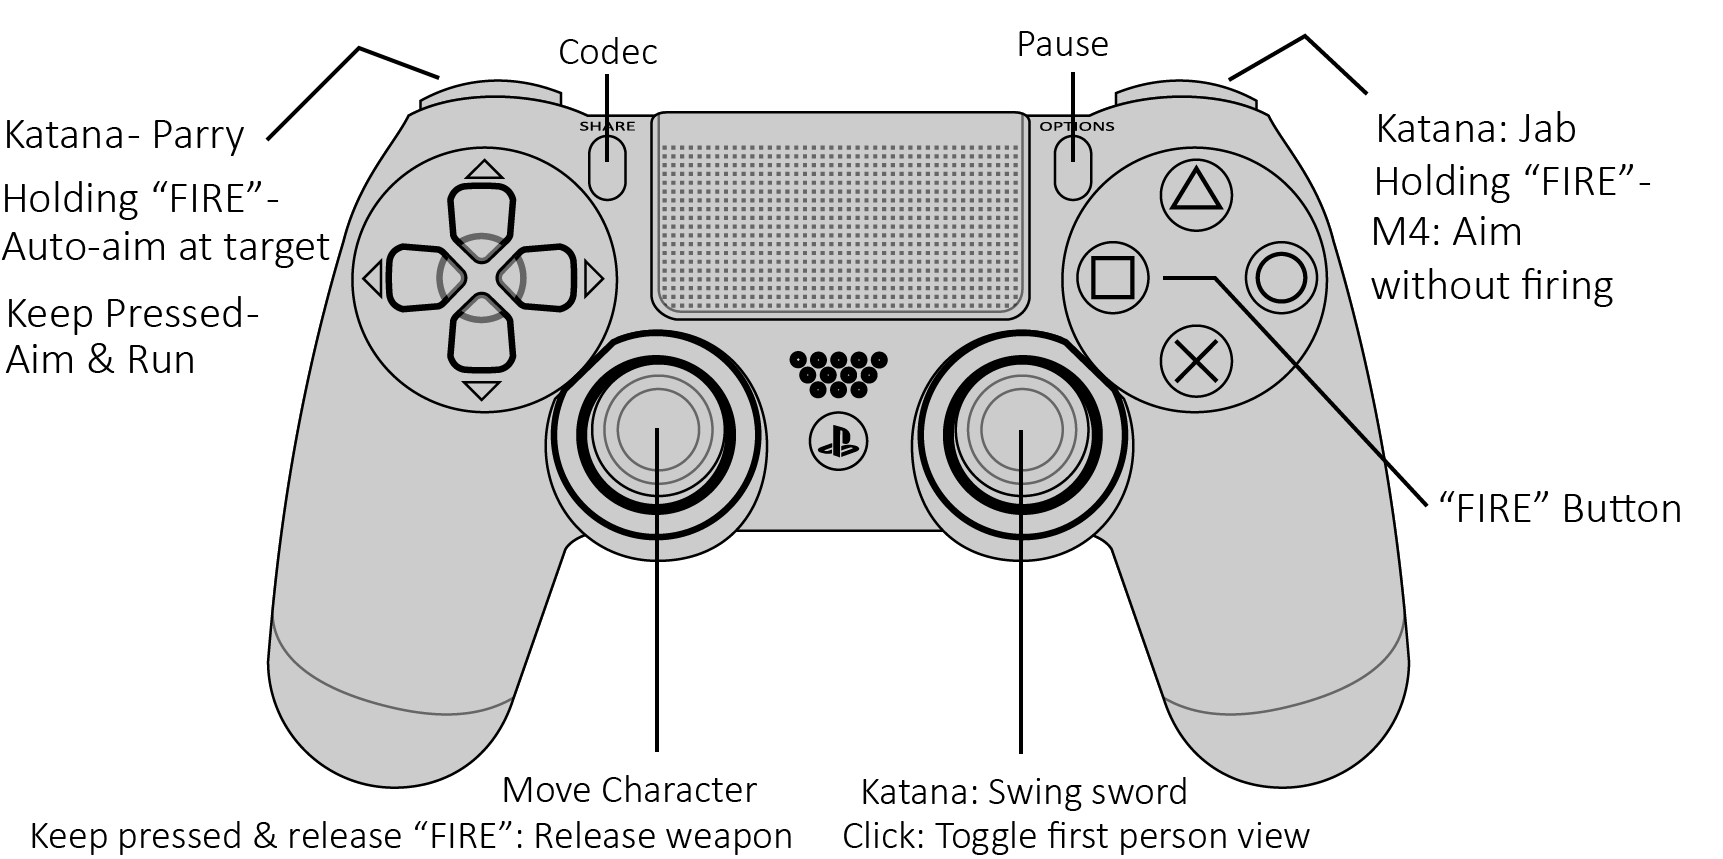 Codec
Pause
SHARE
OPTIONS
Katana- Parry
Holding “FIRE”-
Auto-aim at target
Keep Pressed-
Aim & Run
Katana: Jab
Holding “FIRE”-
M4: Aim
without firing
“FIRE” Button
Move Character
Keep pressed & release “FIRE”: Release weapon
Katana: Swing sword
Click: Toggle first person view